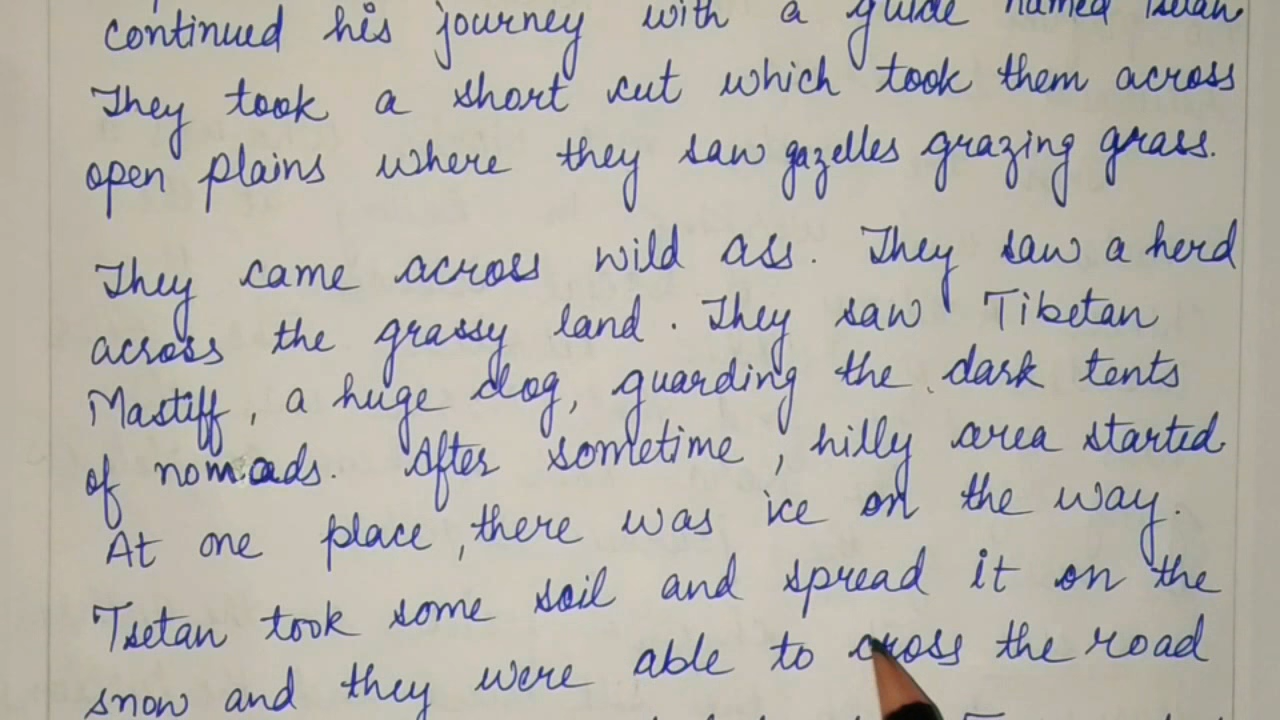 continued his journey with a guide named Tsetan
They took a short cut which took them across
open plains where they saw gazelles grazing grass.
They came across wild ass. They saw a herd
across the grassy land. They saw Tibetan
Mastiff, a huge dog, guarding the dark tents
of nomads. After sometime, hilly area started
At one place, there was ice on the way.
Tsetan took some soil and spread it on the
snow and they were able to cross the road